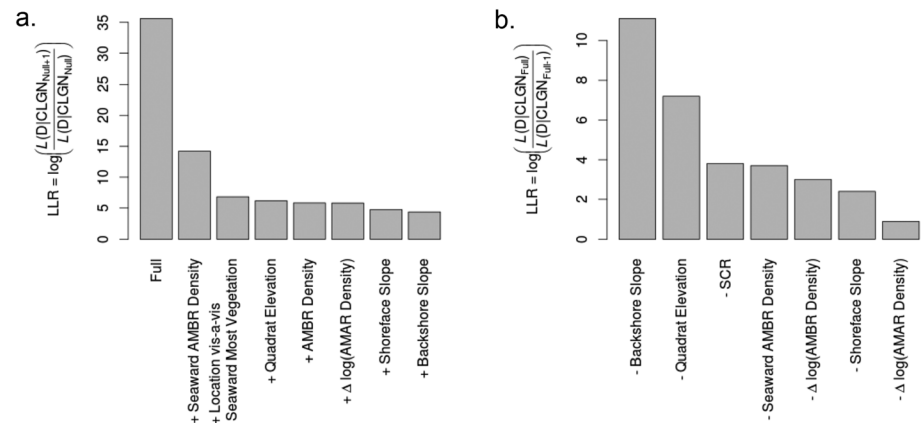 a.
LLR = log(L(D|CLGN_Null+1) / L(D|CLGN_Null))
35
30
25
20
15
10
5
0
Full
+ Seaward AMBR Density
+ Location vis-a-vis
Seaward Most Vegetation
+ Quadrat Elevation
+ AMBR Density
+ Δ log(AMAR Density)
+ Shoreface Slope
+ Backshore Slope
b.
LLR = log(L(D|CLGN_Full) / L(D|CLGN_Full-1))
10
8
6
4
2
0
- Backshore Slope
- Quadrat Elevation
- SCR
- Seaward AMBR Density
- Δ log(AMBR Density)
- Shoreface Slope
- Δ log(AMAR Density)